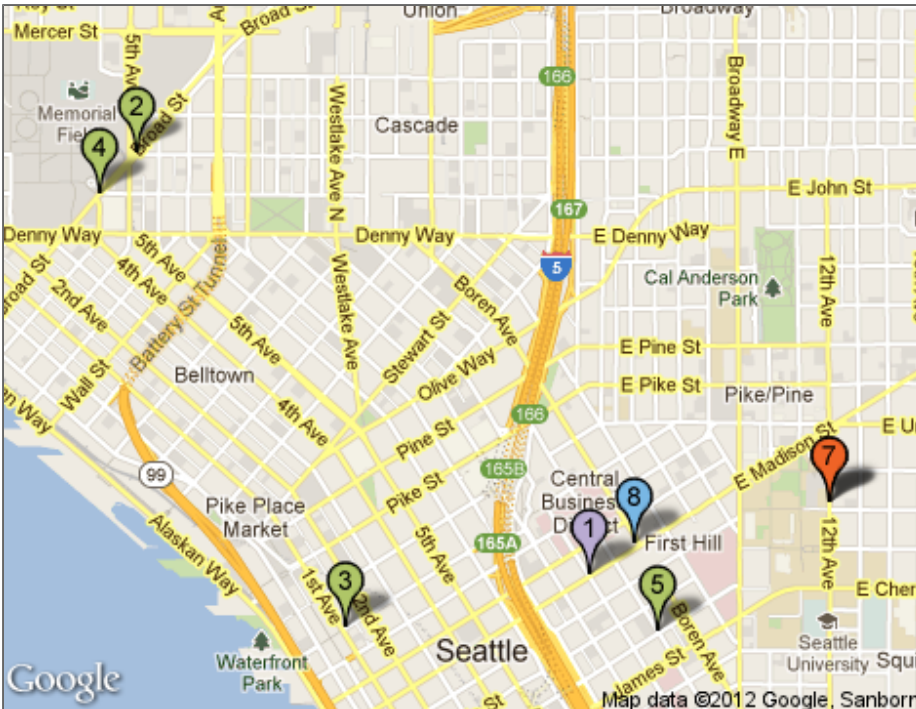 Union
Broadway
Broad St
Mercer St
5th Ave
166
Memorial
Field
2
Broad St
Westlake Ave N
Cascade
Broadway E
4
E John St
167
Denny Way
Denny Way
E Denny Way
5th Ave
4th Ave
Broad St
2nd Ave
Battery St Tunnel
Westlake Ave
Boren Ave
5
Cal Anderson
Park
12th Ave
Stewart St
5th Ave
Olive Way
E Pine St
Wall St
Belltown
E Pike St
Pike/Pine
4th Ave
166
Pine St
E Madison St
99
165B
Pike St
Central
Business
District
7
Pike Place
Market
8
1
First Hill
165A
Alaskan Way
5th Ave
12th Ave
3
1st Ave
2nd Ave
5
E Cher
Boren Ave
Seattle
Seattle
University
Waterfront
Park
James St
Google
Map data ©2012 Google, Sanborn